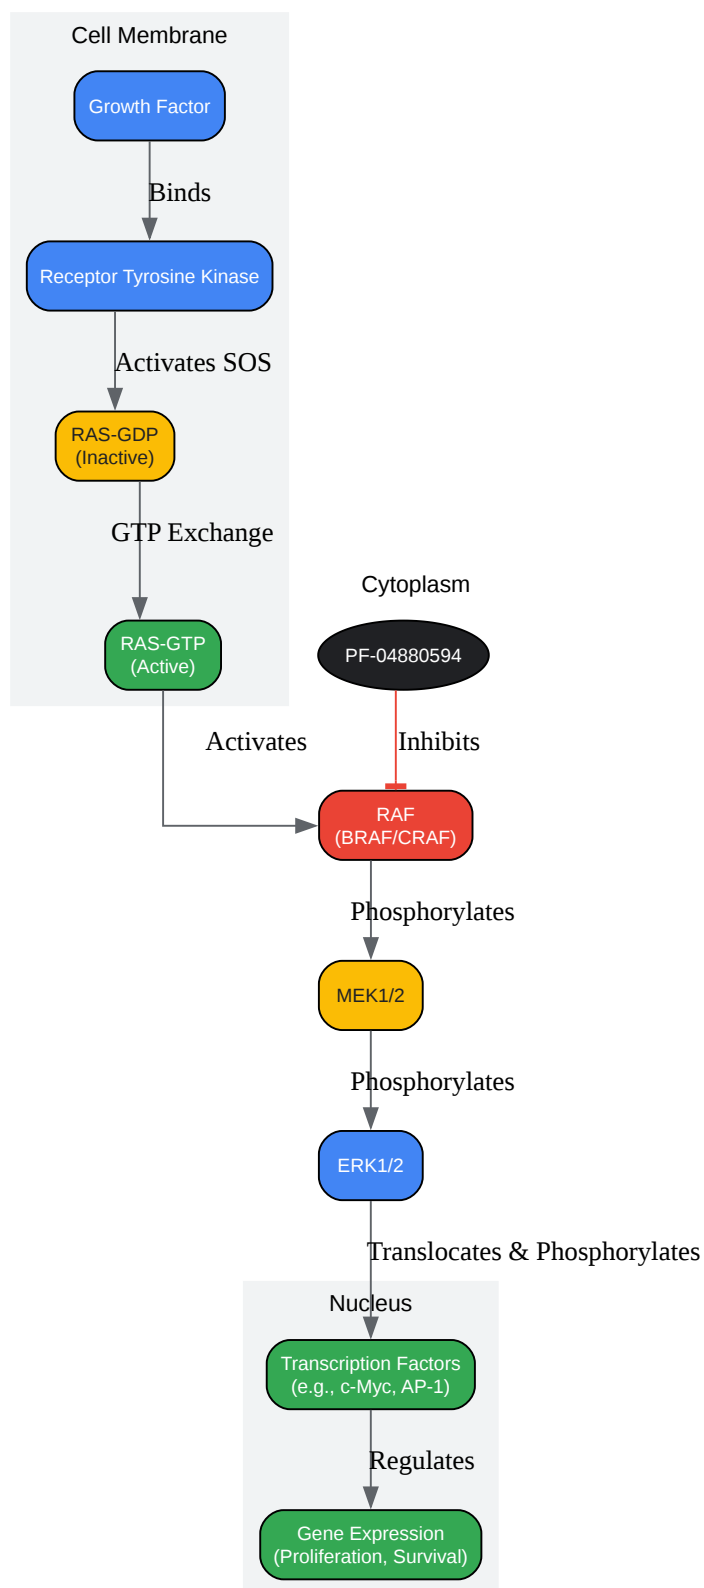 Cell Membrane
Growth Factor
Binds
Receptor Tyrosine Kinase
Activates SOS
RAS-GDP
(Inactive)
GTP Exchange
Cytoplasm
RAS-GTP
(Active)
PF-04880594
Activates
Inhibits
RAF
(BRAF/CRAF)
Phosphorylates
MEK1/2
Phosphorylates
ERK1/2
Translocates & Phosphorylates
Nucleus
Transcription Factors
(e.g., c-Myc, AP-1)
Regulates
Gene Expression
(Proliferation, Survival)